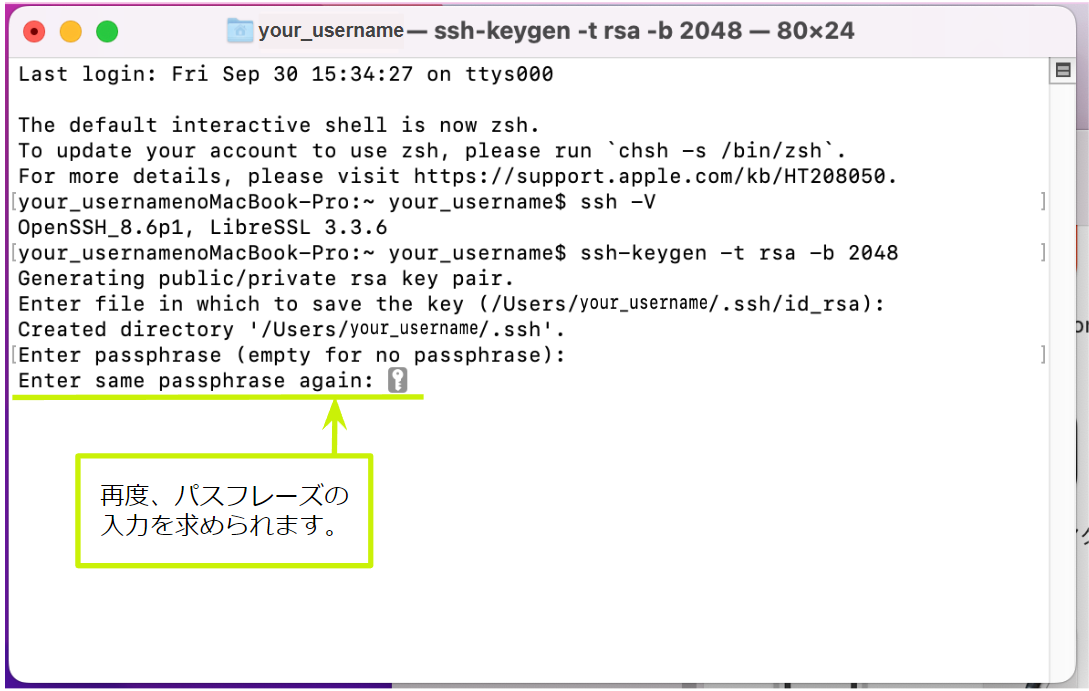 your_username — ssh-keygen -t rsa -b 2048 — 80×24
Last login: Fri Sep 30 15:34:27 on ttys000
The default interactive shell is now zsh.
To update your account to use zsh, please run `chsh -s /bin/zsh`.
For more details, please visit https://support.apple.com/kb/HT208050.
[your_usernamenoMacBook-Pro:~ your_username$ ssh -V ]
OpenSSH_8.6p1, LibreSSL 3.3.6
[your_usernamenoMacBook-Pro:~ your_username$ ssh-keygen -t rsa -b 2048 ]
Generating public/private rsa key pair.
Enter file in which to save the key (/Users/your_username/.ssh/id_rsa):
Created directory '/Users/your_username/.ssh'.
[Enter passphrase (empty for no passphrase): ]
Enter same passphrase again:
再度、パスフレーズの
入力を求められます。